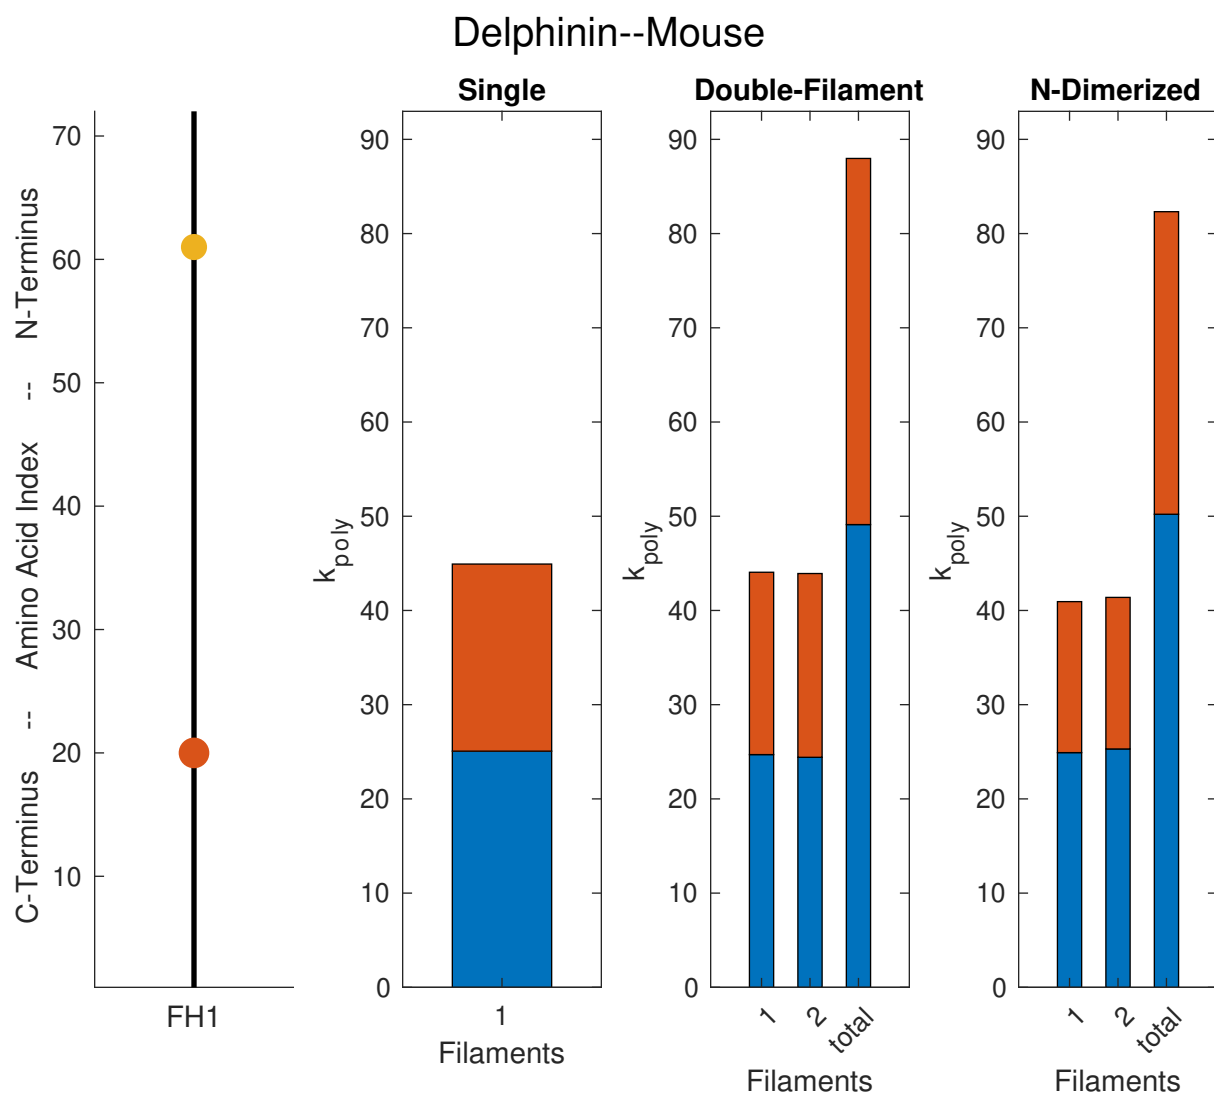 Delphinin--Mouse
C-Terminus -- Amino Acid Index -- N-Terminus
70
60
50
40
30
20
10
FH1
Single
k_poly
90
80
70
60
50
40
30
20
10
0
1
Filaments
Double-Filament
k_poly
90
80
70
60
50
40
30
20
10
0
1 2 total
Filaments
N-Dimerized
k_poly
90
80
70
60
50
40
30
20
10
0
1 2 total
Filaments